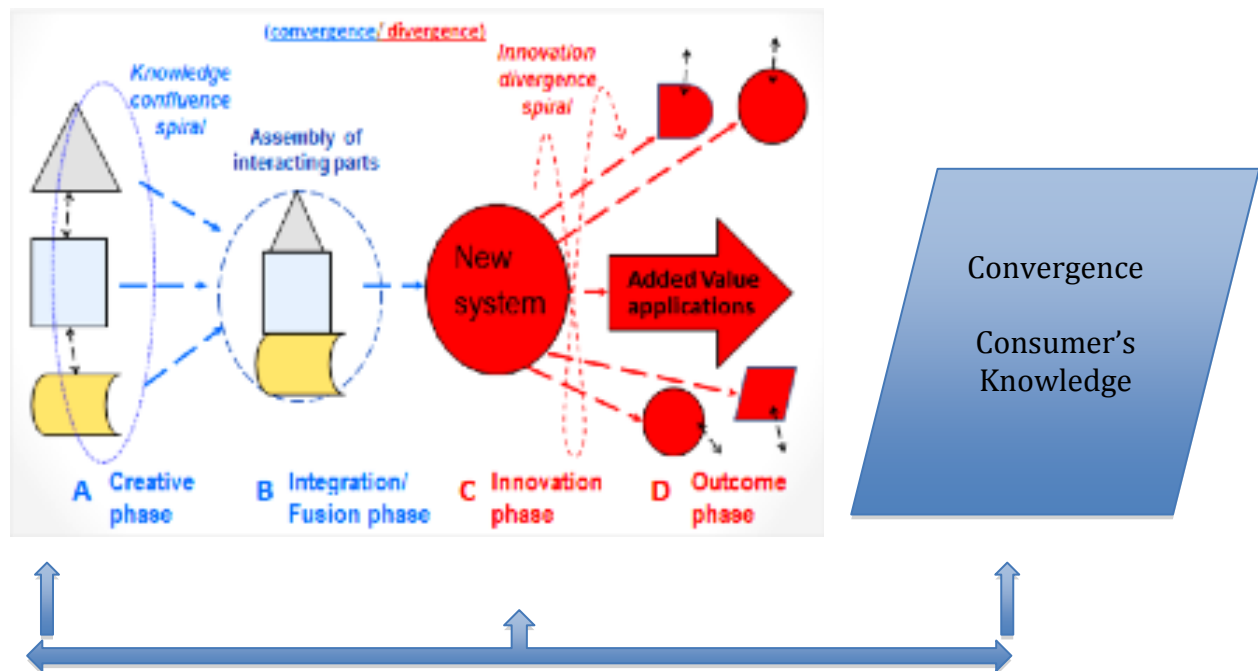 (convergence/ divergence)
Knowledge
confluence
spiral
Innovation
divergence
spiral
Assembly of
interacting parts
New
system
Added Value
applications
A Creative
phase
B Integration/
Fusion phase
C Innovation
phase
D Outcome
phase
Convergence
Consumer’s
Knowledge